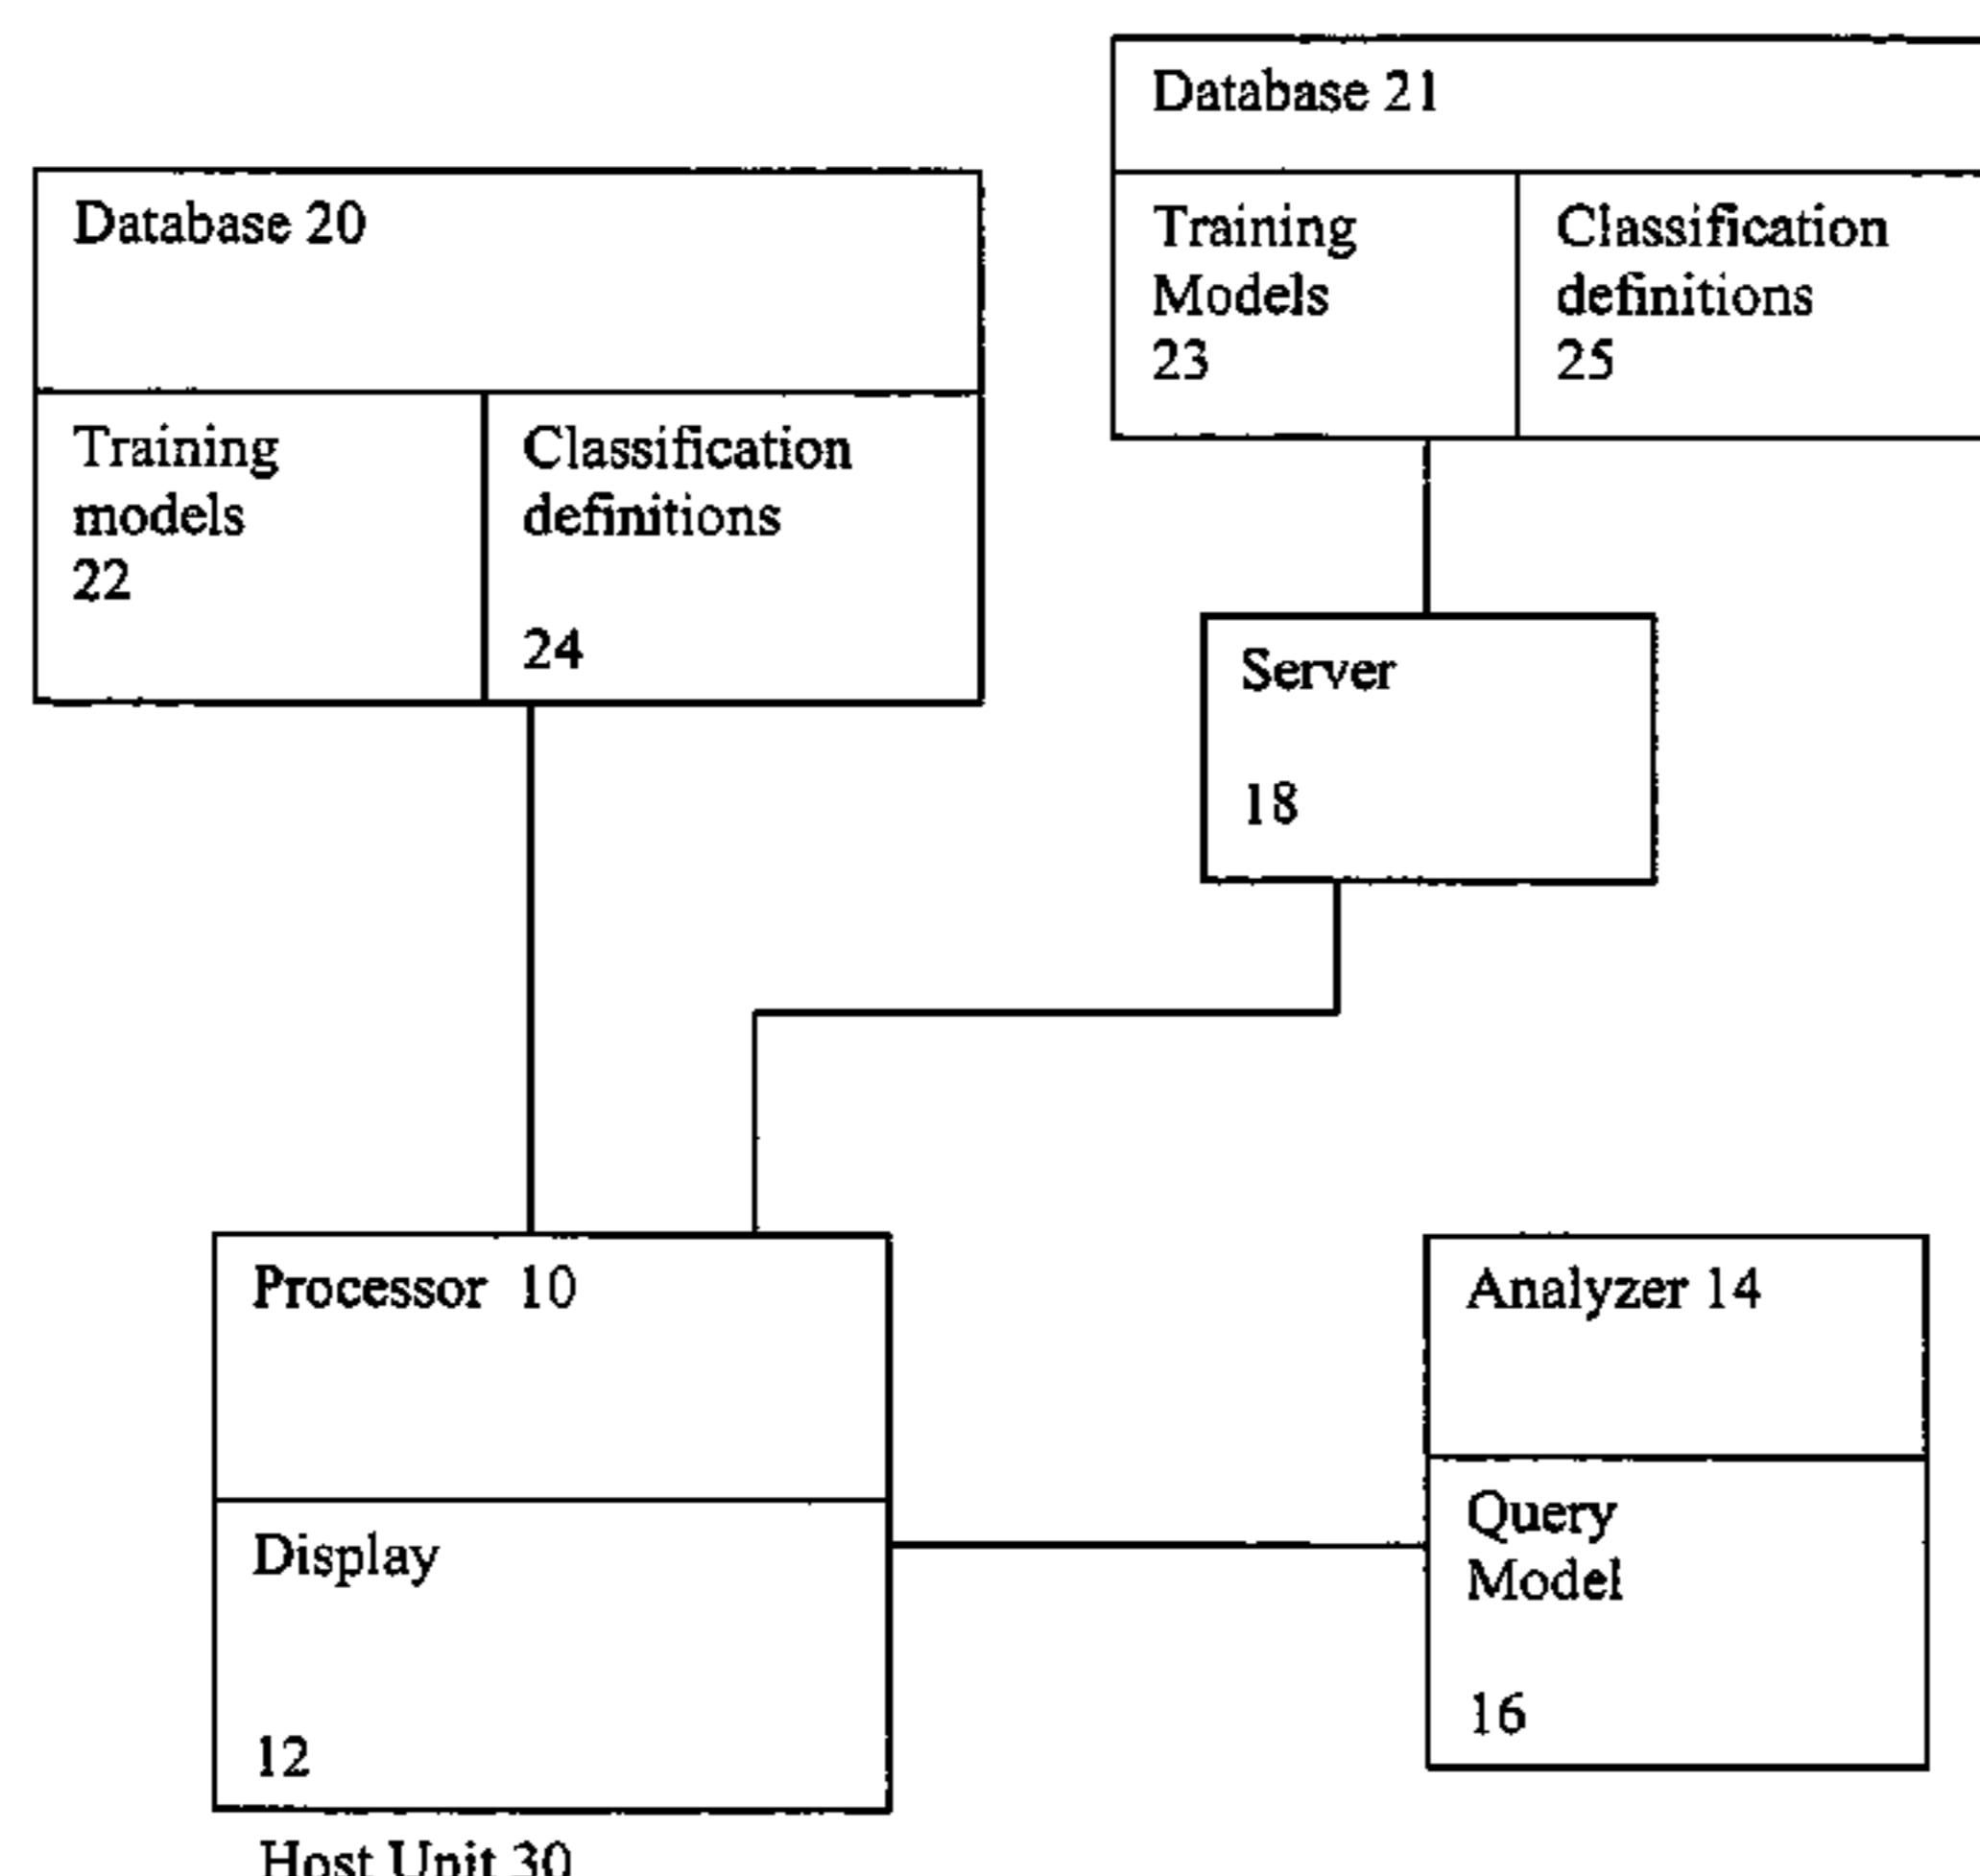 Database 21
Database 20
Training
Models
23
Classification
definitions
25
Training
models
22
Classification
definitions
24
Server
18
Processor 10
Analyzer 14
Display
12
Query
Model
16
Host Unit 30